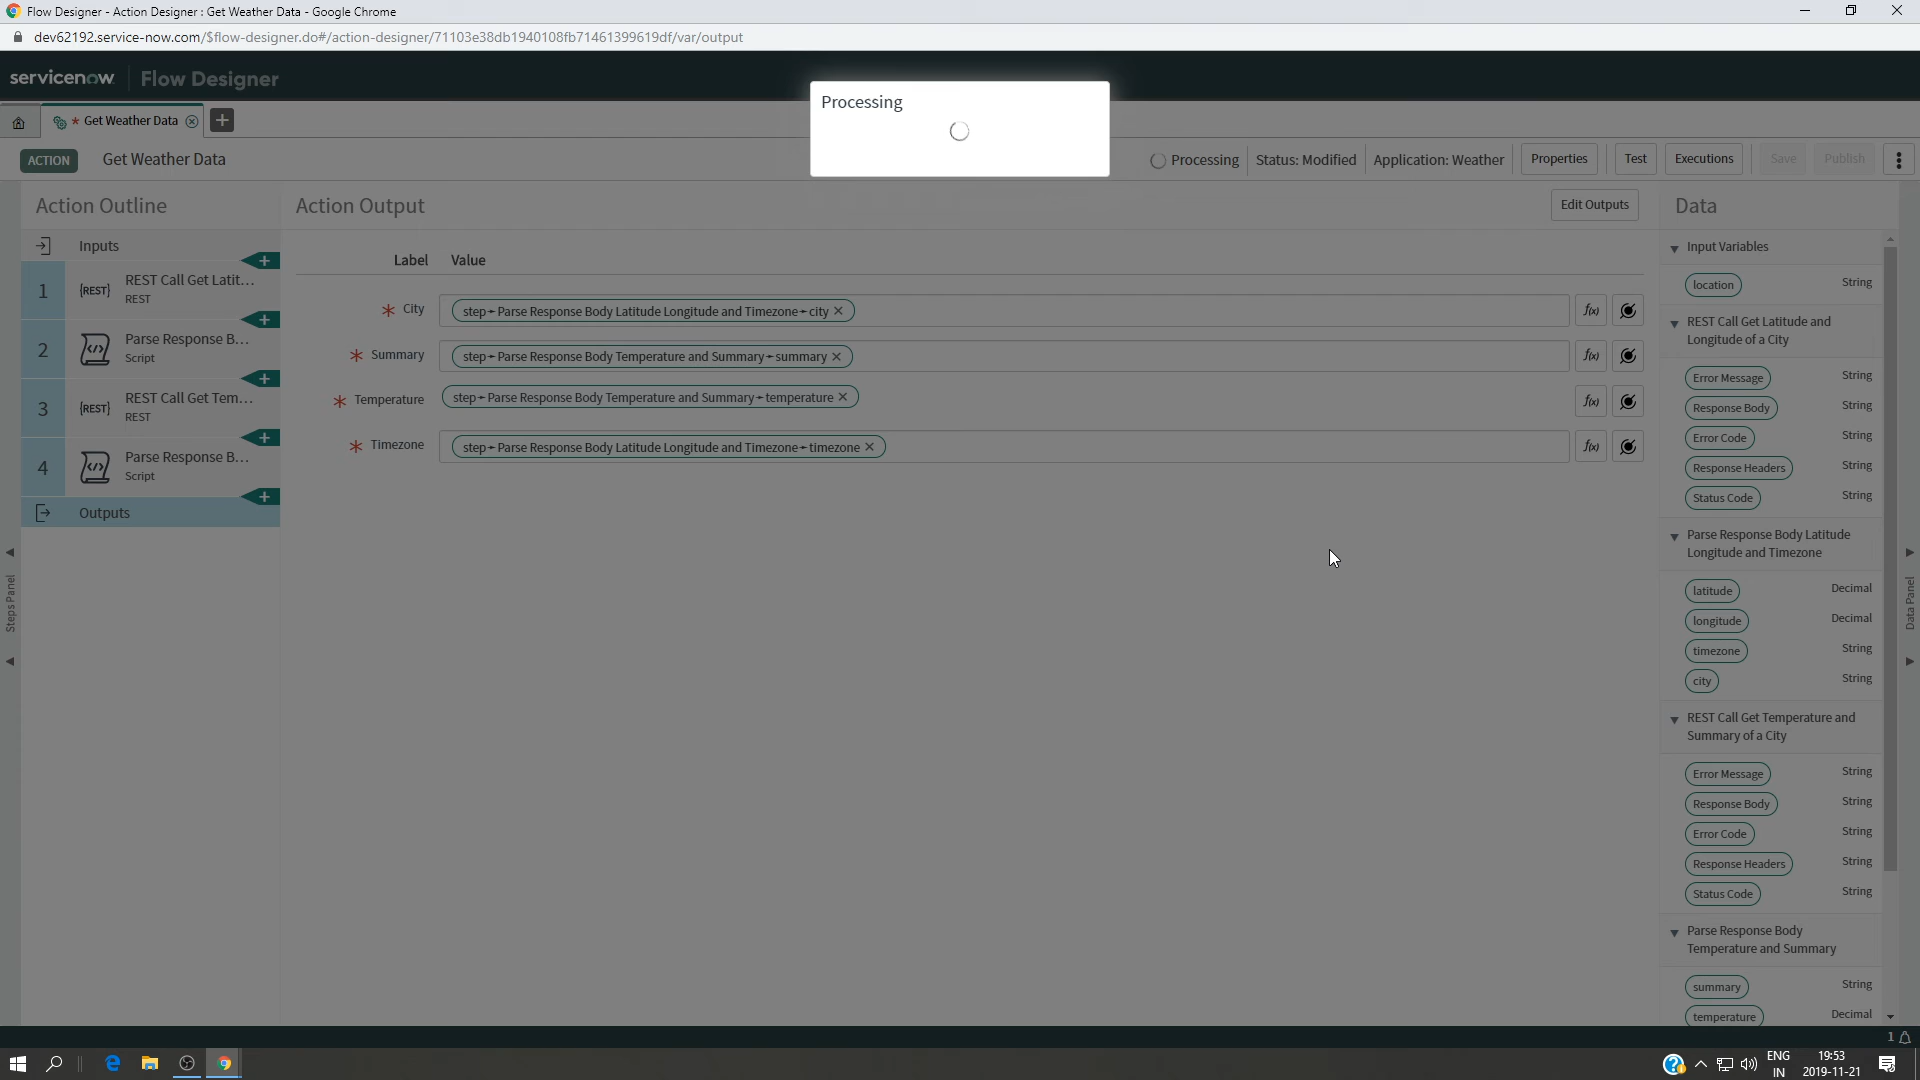 Flow Designer - Action Designer : Get Weather Data - Google Chrome
dev62192.service-now.com/$flow-designer.do#/action-designer/71103e38db1940108fb71461399619df/var/output
servicenow Flow Designer
* Get Weather Data
Processing
ACTION Get Weather Data
Processing Status: Modified Application: Weather Properties Test Executions Save Publish
Action Outline
Inputs
1 {REST} REST Call Get Latit...
REST
2 Parse Response B...
Script
3 {REST} REST Call Get Tem...
REST
4 Parse Response B...
Script
Outputs
Steps Panel
Action Output
Edit Outputs
Label Value
* City step➛Parse Response Body Latitude Longitude and Timezone➛city f(x)
* Summary step➛Parse Response Body Temperature and Summary➛summary f(x)
* Temperature step➛Parse Response Body Temperature and Summary➛temperature f(x)
* Timezone step➛Parse Response Body Latitude Longitude and Timezone➛timezone f(x)
Data
Input Variables
location String
REST Call Get Latitude and
Longitude of a City
Error Message String
Response Body String
Error Code String
Response Headers String
Status Code String
Parse Response Body Latitude
Longitude and Timezone
latitude Decimal
longitude Decimal
timezone String
city String
REST Call Get Temperature and
Summary of a City
Error Message String
Response Body String
Error Code String
Response Headers String
Status Code String
Parse Response Body
Temperature and Summary
summary String
temperature Decimal
Data Panel
1
ENG
IN
19:53
2019-11-21